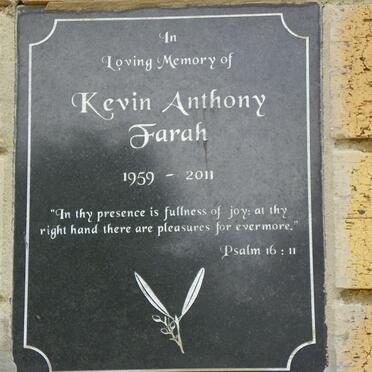 In
Loving Memory of
Kevin Anthony
Farah
1959 - 2011
"In thy presence is fullness of joy: at thy
right hand there are pleasures for evermore."
Psalm 16 : 11